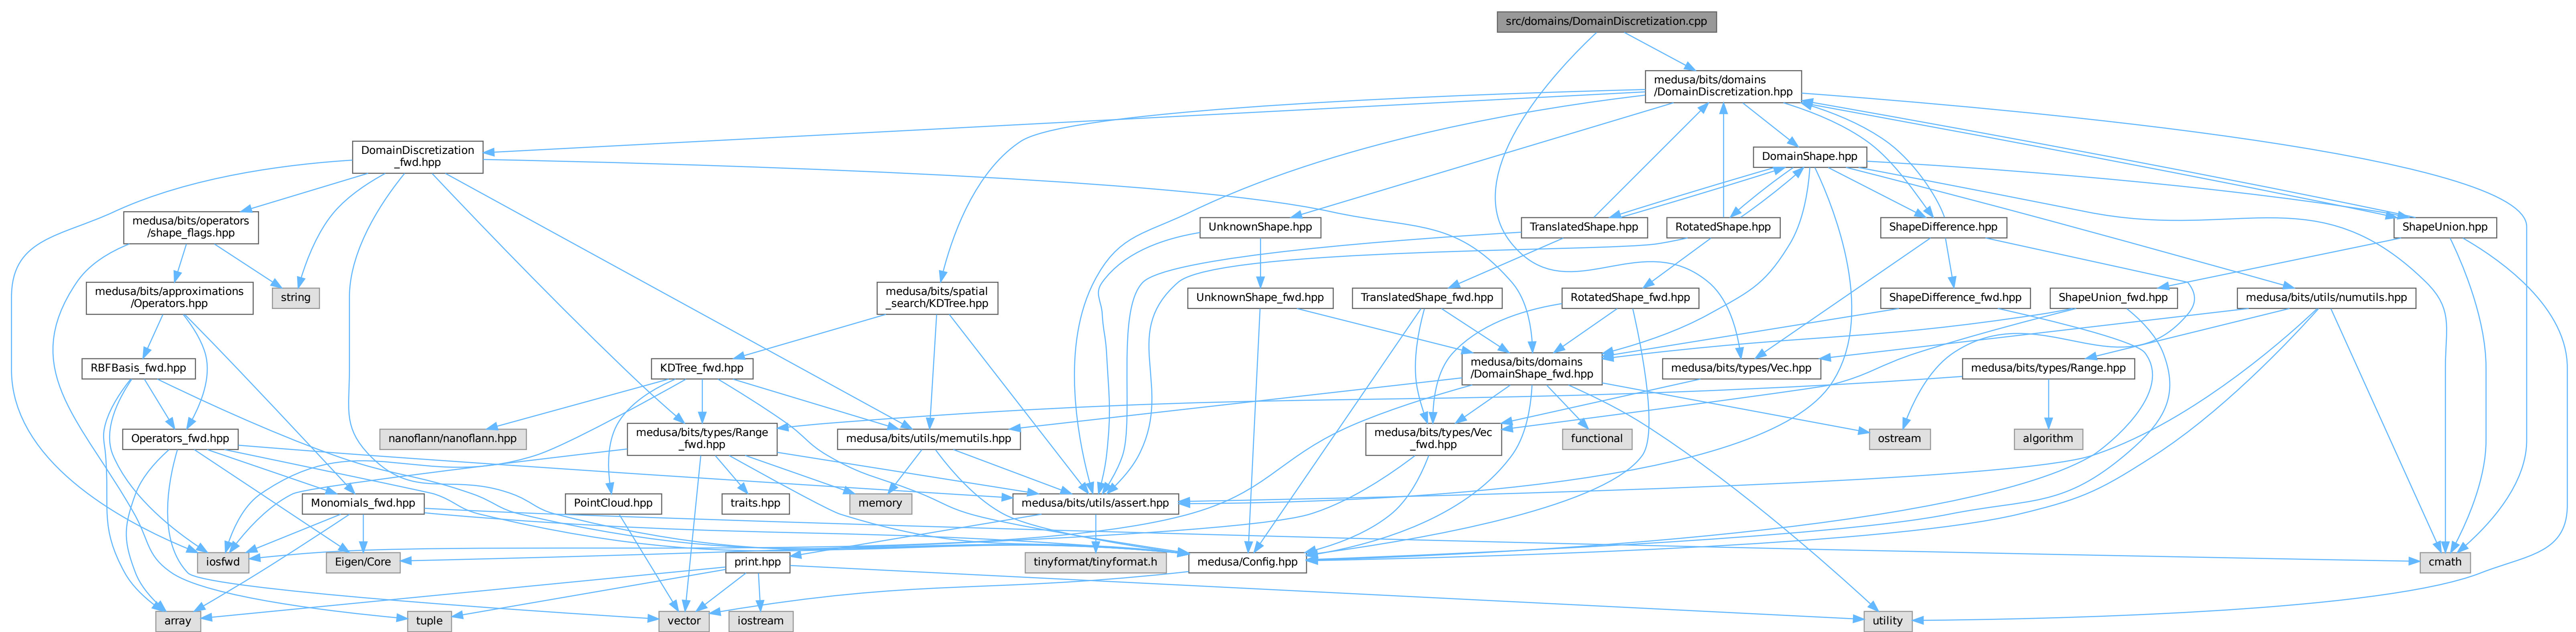 src/domains/DomainDiscretization.cpp
medusa/bits/domains
/DomainDiscretization.hpp
DomainDiscretization
_fwd.hpp
DomainShape.hpp
medusa/bits/operators
/shape_flags.hpp
UnknownShape.hpp
TranslatedShape.hpp
RotatedShape.hpp
ShapeDifference.hpp
ShapeUnion.hpp
medusa/bits/approximations
/Operators.hpp
string
medusa/bits/spatial
_search/KDTree.hpp
UnknownShape_fwd.hpp
TranslatedShape_fwd.hpp
RotatedShape_fwd.hpp
ShapeDifference_fwd.hpp
ShapeUnion_fwd.hpp
medusa/bits/utils/numutils.hpp
RBFBasis_fwd.hpp
KDTree_fwd.hpp
medusa/bits/domains
/DomainShape_fwd.hpp
medusa/bits/types/Vec.hpp
medusa/bits/types/Range.hpp
Operators_fwd.hpp
nanoflann/nanoflann.hpp
medusa/bits/types/Range
_fwd.hpp
medusa/bits/utils/memutils.hpp
medusa/bits/types/Vec
_fwd.hpp
functional
ostream
algorithm
Monomials_fwd.hpp
PointCloud.hpp
traits.hpp
memory
medusa/bits/utils/assert.hpp
iosfwd
Eigen/Core
print.hpp
tinyformat/tinyformat.h
medusa/Config.hpp
cmath
array
tuple
vector
iostream
utility